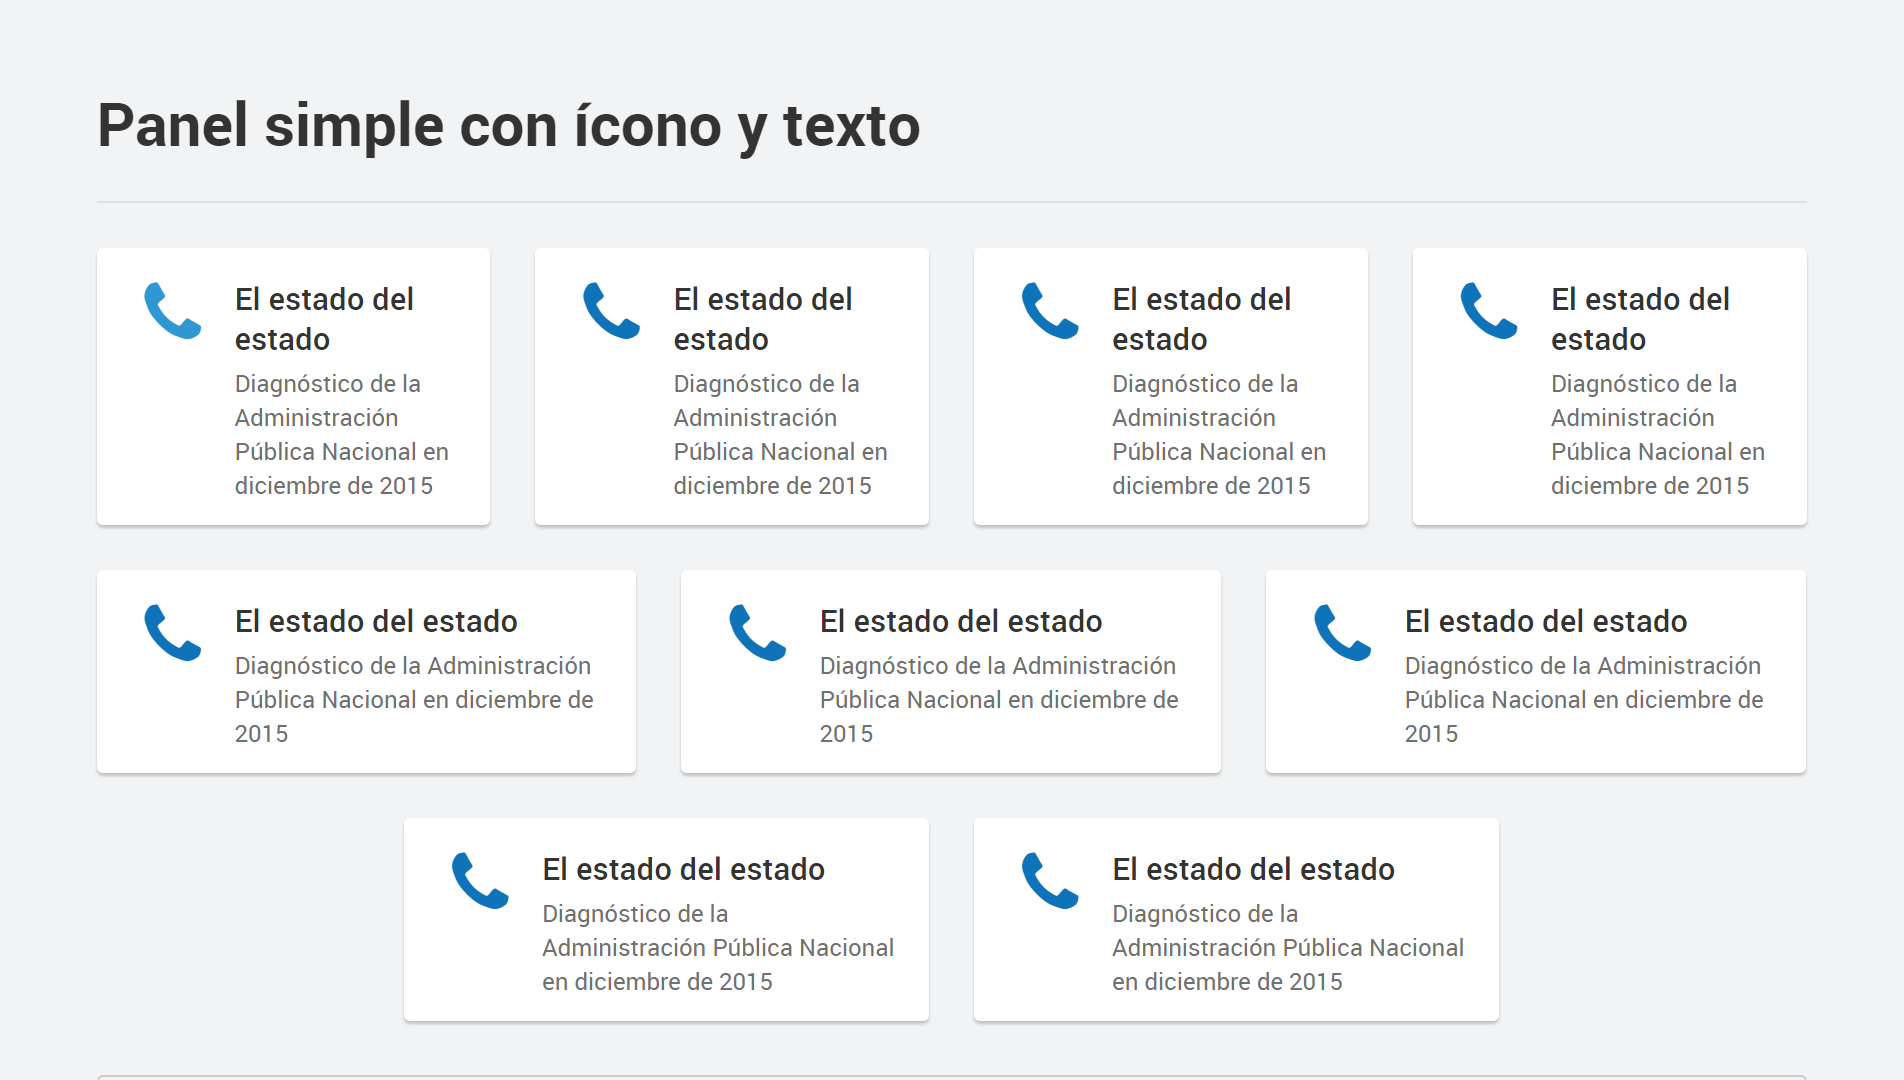 Panel simple con ícono y texto
El estado del
estado
Diagnóstico de la
Administración
Pública Nacional en
diciembre de 2015
El estado del
estado
Diagnóstico de la
Administración
Pública Nacional en
diciembre de 2015
El estado del
estado
Diagnóstico de la
Administración
Pública Nacional en
diciembre de 2015
El estado del
estado
Diagnóstico de la
Administración
Pública Nacional en
diciembre de 2015
El estado del estado
Diagnóstico de la Administración
Pública Nacional en diciembre de
2015
El estado del estado
Diagnóstico de la Administración
Pública Nacional en diciembre de
2015
El estado del estado
Diagnóstico de la Administración
Pública Nacional en diciembre de
2015
El estado del estado
Diagnóstico de la
Administración Pública Nacional
en diciembre de 2015
El estado del estado
Diagnóstico de la
Administración Pública Nacional
en diciembre de 2015